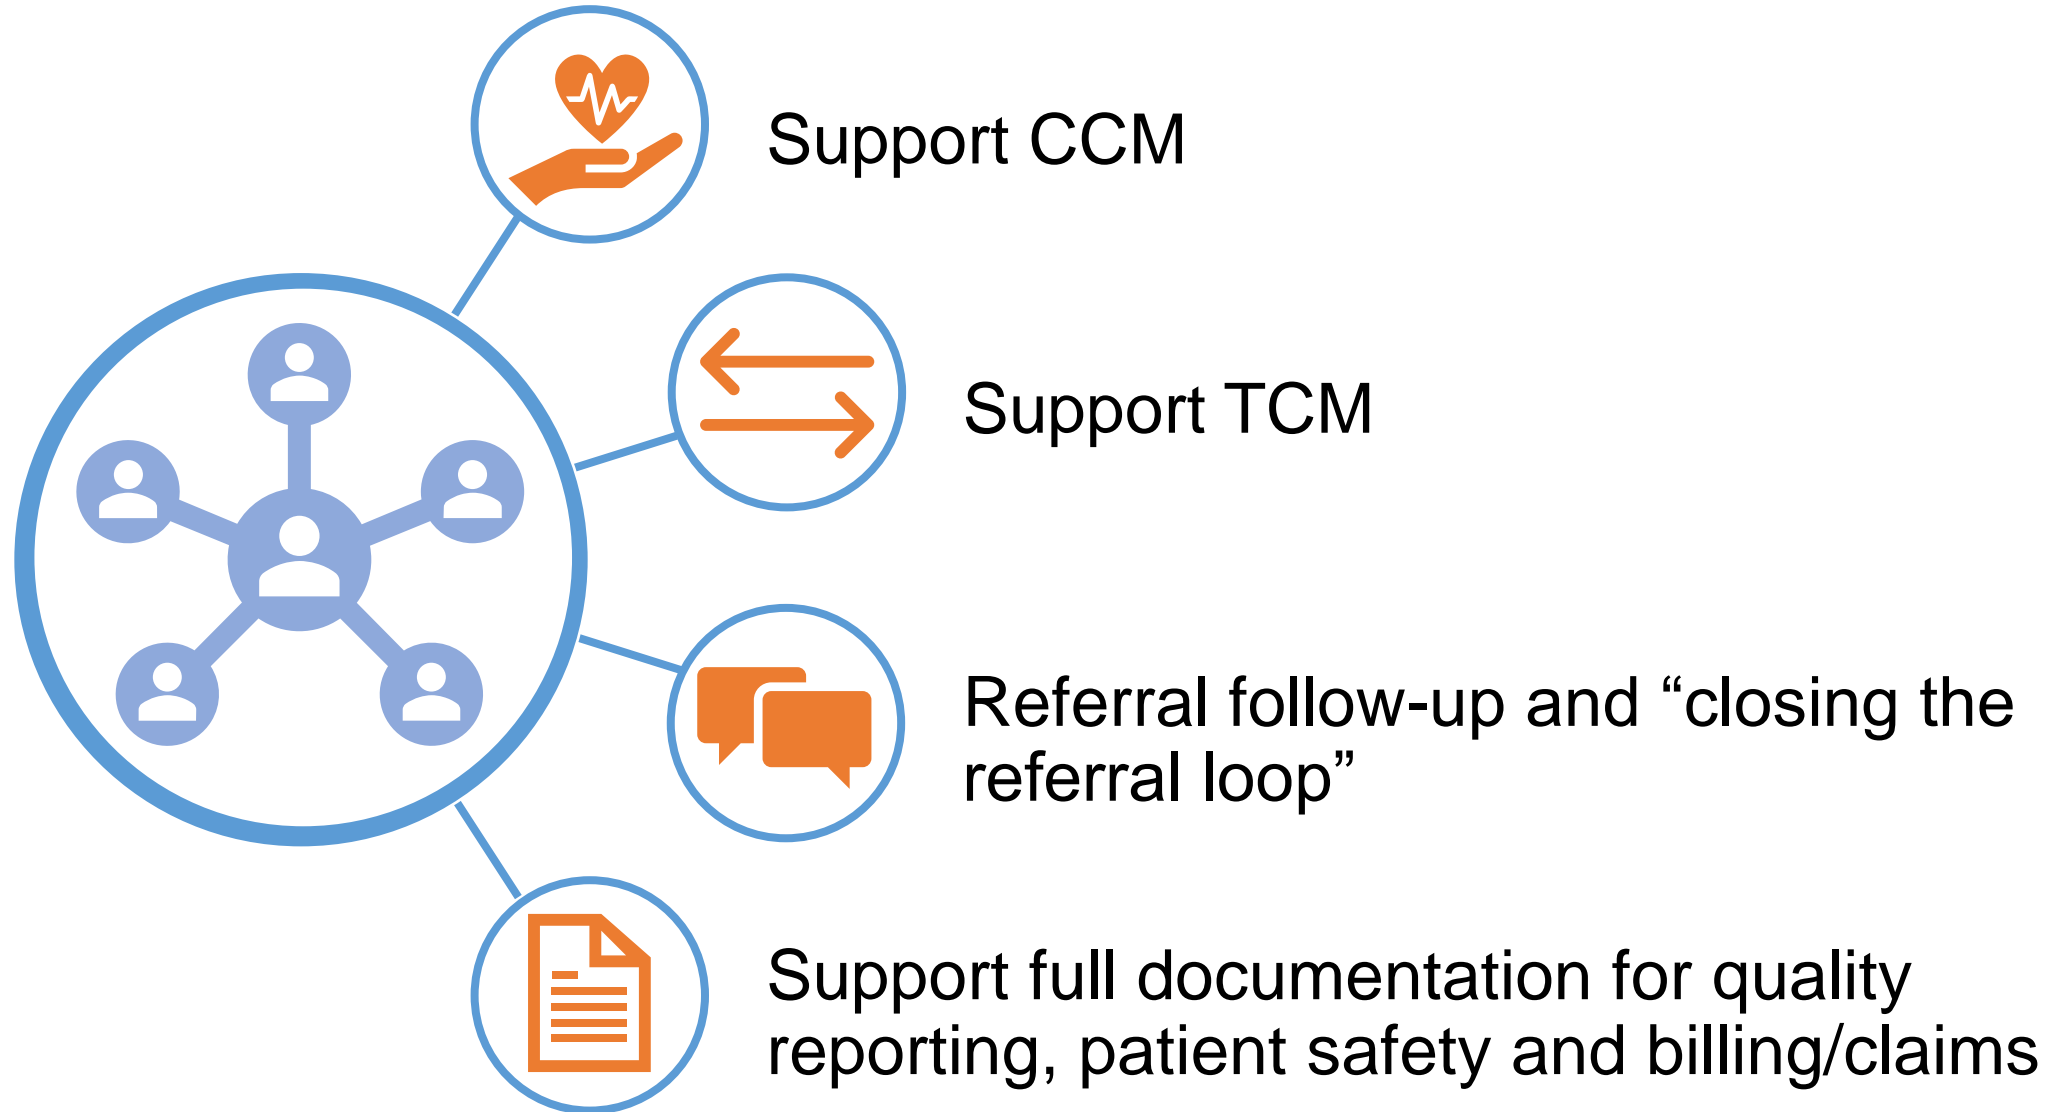 Support CCM
Support TCM
Referral follow-up and “closing the
referral loop”
Support full documentation for quality
reporting, patient safety and billing/claims